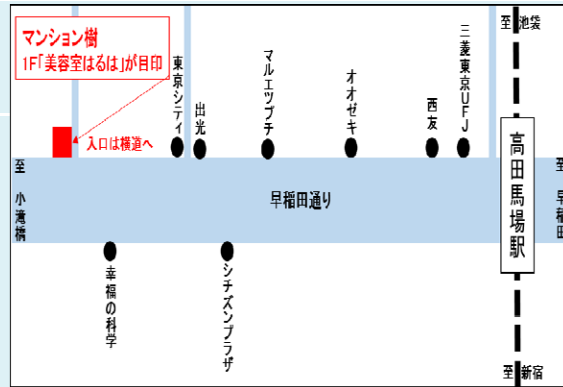 マンション樹
1F「美容室はるは」が目印
入口は横道へ
東京シティ
出光
マルエツプチ
オオゼキ
西友
三菱東京UFJ
至 池袋
高田馬場駅
至 小滝橋
早稲田通り
至 早稲田
幸福の科学
シチズンプラザ
至 新宿